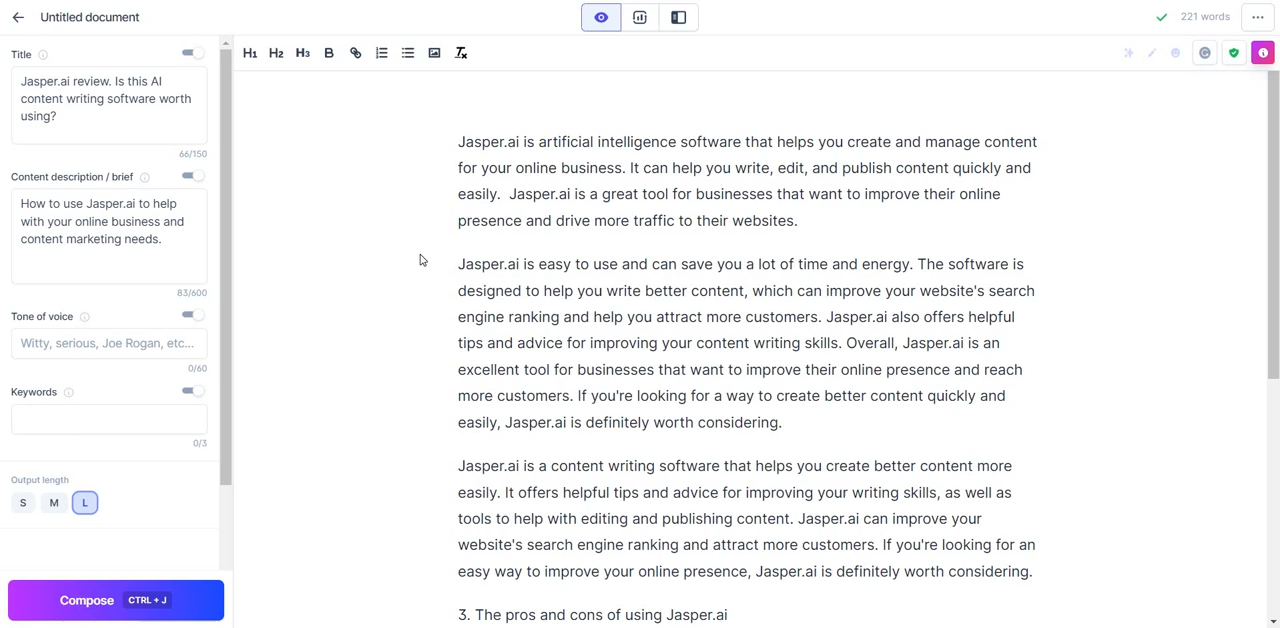 Untitled document
221 words
Title
Jasper.ai review. Is this AI
content writing software worth
using?
66/150
Content description / brief
How to use Jasper.ai to help
with your online business and
content marketing needs.
83/600
Tone of voice
Witty, serious, Joe Rogan, etc...
0/60
Keywords
0/3
Output length
S M L
Compose CTRL + J
H1 H2 H3 B
Jasper.ai is artificial intelligence software that helps you create and manage content
for your online business. It can help you write, edit, and publish content quickly and
easily.  Jasper.ai is a great tool for businesses that want to improve their online
presence and drive more traffic to their websites.
Jasper.ai is easy to use and can save you a lot of time and energy. The software is
designed to help you write better content, which can improve your website's search
engine ranking and help you attract more customers. Jasper.ai also offers helpful
tips and advice for improving your content writing skills. Overall, Jasper.ai is an
excellent tool for businesses that want to improve their online presence and reach
more customers. If you're looking for a way to create better content quickly and
easily, Jasper.ai is definitely worth considering.
Jasper.ai is a content writing software that helps you create better content more
easily. It offers helpful tips and advice for improving your writing skills, as well as
tools to help with editing and publishing content. Jasper.ai can improve your
website's search engine ranking and attract more customers. If you're looking for an
easy way to improve your online presence, Jasper.ai is definitely worth considering.
3. The pros and cons of using Jasper.ai